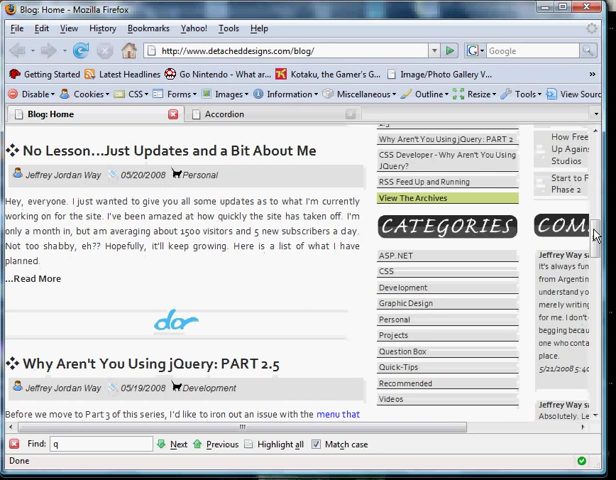 Blog: Home - Mozilla Firefox
File Edit View History Bookmarks Yahoo! Tools Help
http://www.detacheddesigns.com/blog/
Google
Getting Started Latest Headlines Go Nintendo - What ar... Kotaku, the Gamer's G... Image/Photo Gallery V...
Disable Cookies CSS Forms Images Information Miscellaneous Outline Resize Tools View Sourc
Blog: Home Accordion
No Lesson...Just Updates and a Bit About Me
Jeffrey Jordan Way 05/20/2008 Personal
Hey, everyone. I just wanted to give you all some updates as to what I'm currently
working on for the site. I've been amazed at how quickly the site has taken off. I'm
only a month in, but am averaging about 1500 visitors and 5 new subscribers a day.
Not too shabby, eh?? Hopefully, it'll keep growing. Here is a list of what I have
planned.
...Read More
Why Aren't You Using jQuery: PART 2.5
Jeffrey Jordan Way 05/19/2008 Development
Before we move to Part 3 of this series, I'd like to iron out an issue with the menu that
Why Aren't You Using jQuery: PART 2
CSS Developer - Why Aren't You Using
JQuery?
RSS Feed Up and Running
View The Archives
CATEGORIES
ASP.NET
CSS
Development
Graphic Design
Personal
Projects
Question Box
Quick-Tips
Recommended
Videos
How Free
Up Again
Studios
Start to F
Phase 2
COM
Jeffrey Way sa
It's always fun
from Argentin
understand yo
merely writing
for me. I don't
begging becau
one who conta
place.
5/21/2008 5:40
Jeffrey Way sa
Absolutely. Le
Find: q Next Previous Highlight all Match case
Done